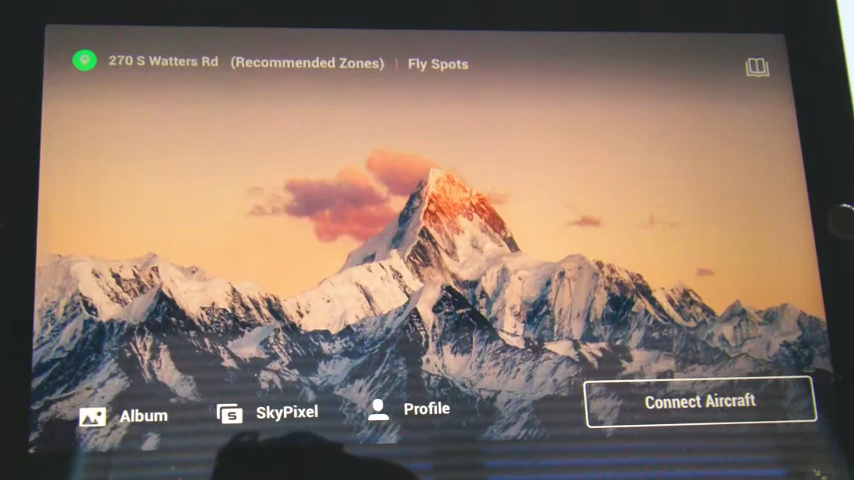 270 S Watters Rd (Recommended Zones) | Fly Spots
Album
S SkyPixel
Profile
Connect Aircraft